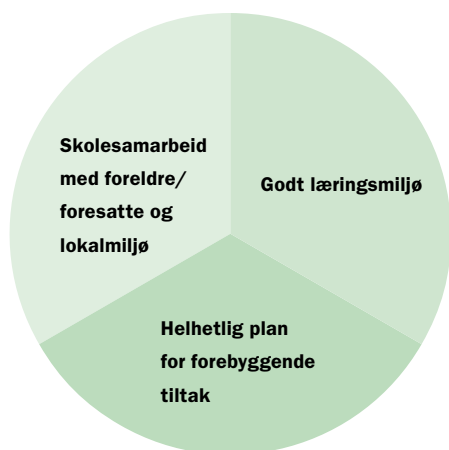 Skolesamarbeid
med foreldre/
foresatte og
lokalmiljø
Godt læringsmiljø
Helhetlig plan
for forebyggende
tiltak